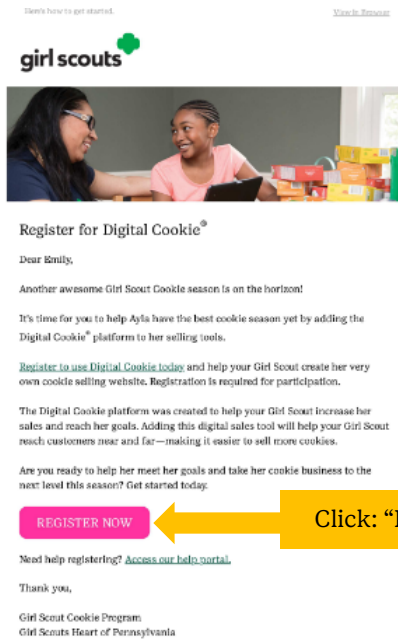 Here's how to get started.
View In Browser
girl scouts
Register for Digital Cookie®
Dear Emily,
Another awesome Girl Scout Cookie season is on the horizon!
It's time for you to help Ayla have the best cookie season yet by adding the
Digital Cookie® platform to her selling tools.
Register to use Digital Cookie today and help your Girl Scout create her very
own cookie selling website. Registration is required for participation.
The Digital Cookie platform was created to help your Girl Scout increase her
sales and reach her goals. Adding this digital sales tool will help your Girl Scout
reach customers near and far—making it easier to sell more cookies.
Are you ready to help her meet her goals and take her cookie business to the
next level this season? Get started today.
REGISTER NOW
Click: "
Need help registering? Access our help portal.
Thank you,
Girl Scout Cookie Program
Girl Scouts Heart of Pennsylvania